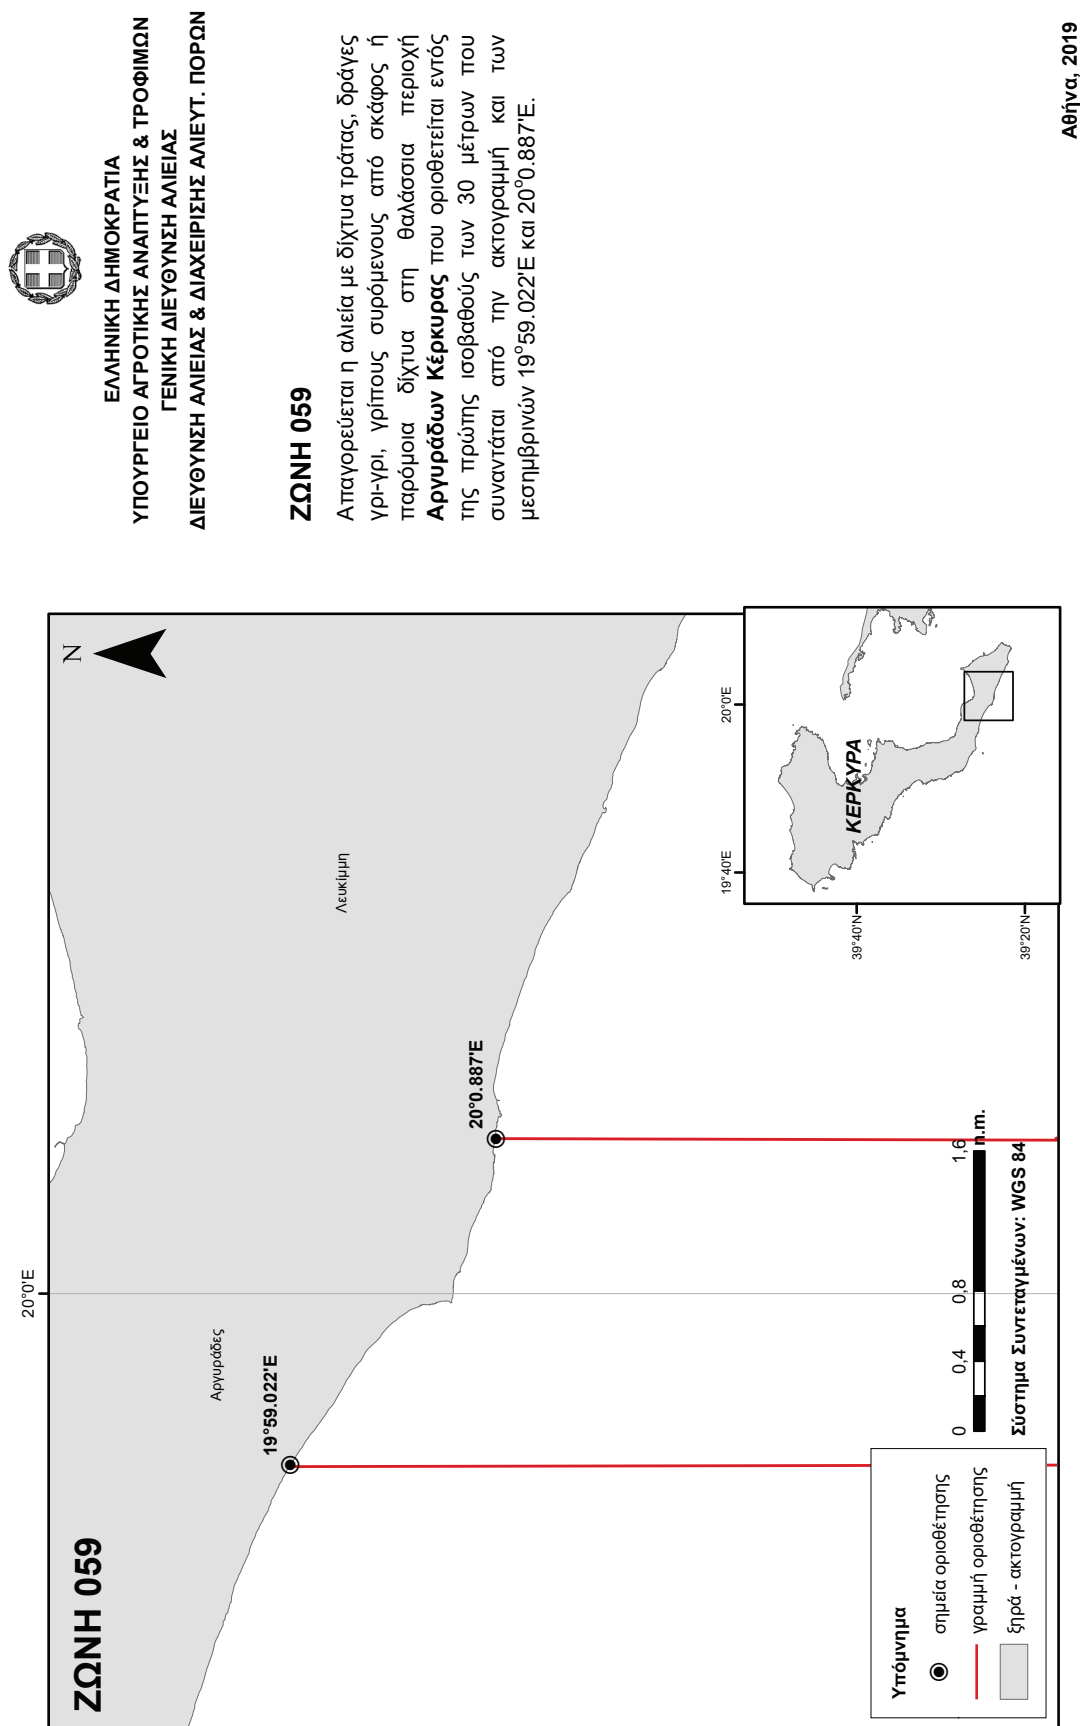 ΖΩΝΗ 059
20°0'E
N
Αργυράδες
Λευκίμμη
19°59.022'E
20°0.887'E
Υπόμνημα
σημεία οριοθέτησης
γραμμή οριοθέτησης
ξηρά - ακτογραμμή
0 0,4 0,8 1,6
n.m.
Σύστημα Συντεταγμένων: WGS 84
19°40'E 20°0'E
ΚΕΡΚΥΡΑ
39°40'N
39°20'N
ΕΛΛΗΝΙΚΗ ΔΗΜΟΚΡΑΤΙΑ
ΥΠΟΥΡΓΕΙΟ ΑΓΡΟΤΙΚΗΣ ΑΝΑΠΤΥΞΗΣ & ΤΡΟΦΙΜΩΝ
ΓΕΝΙΚΗ ΔΙΕΥΘΥΝΣΗ ΑΛΙΕΙΑΣ
ΔΙΕΥΘΥΝΣΗ ΑΛΙΕΙΑΣ & ΔΙΑΧΕΙΡΙΣΗΣ ΑΛΙΕΥΤ. ΠΟΡΩΝ
ΖΩΝΗ 059
Απαγορεύεται η αλιεία με δίχτυα τράτας, δράγες
γρι-γρι, γρίπους συρόμενους από σκάφος ή
παρόμοια δίχτυα στη θαλάσσια περιοχή
Αργυράδων Κέρκυρας που οριοθετείται εντός
της πρώτης ισοβαθούς των 30 μέτρων που
συναντάται από την ακτογραμμή και των
μεσημβρινών 19°59.022'E και 20°0.887'E.
Αθήνα, 2019